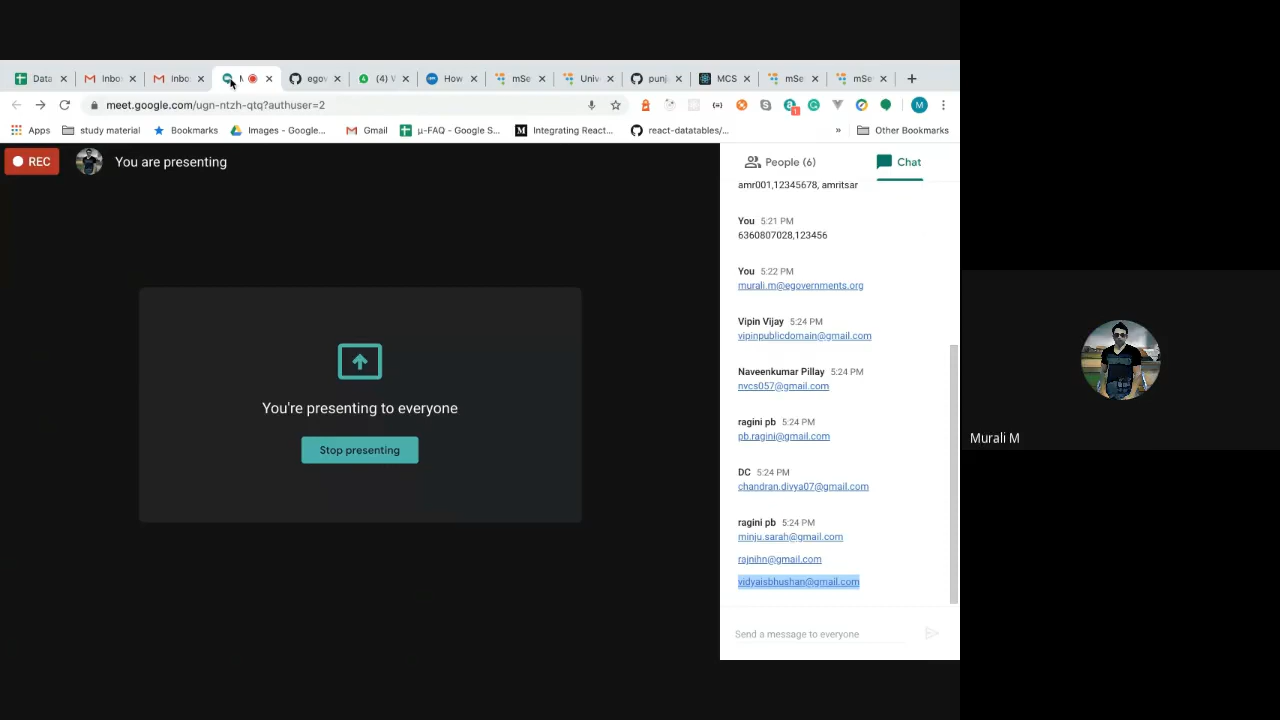 Data
Inbo
Inbo
M
egov
(4) V
How
mSe
Univ
punja
MCS
mSe
mSe
meet.google.com/ugn-ntzh-qtq?authuser=2
M
Apps
study material
Bookmarks
Images - Google...
Gmail
μ-FAQ - Google S...
Integrating React...
react-datatables/...
»
Other Bookmarks
REC
You are presenting
You're presenting to everyone
Stop presenting
People (6)
Chat
amr001,12345678, amritsar
You 5:21 PM
6360807028,123456
You 5:22 PM
murali.m@egovernments.org
Vipin Vijay 5:24 PM
vipinpublicdomain@gmail.com
Naveenkumar Pillay 5:24 PM
nvcs057@gmail.com
ragini pb 5:24 PM
pb.ragini@gmail.com
DC 5:24 PM
chandran.divya07@gmail.com
ragini pb 5:24 PM
minju.sarah@gmail.com
rajnihn@gmail.com
vidyaisbhushan@gmail.com
Send a message to everyone
Murali M